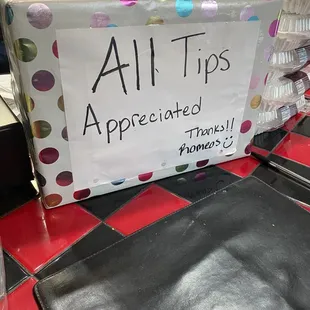 All Tips
Appreciated
Thanks!!
Romeos